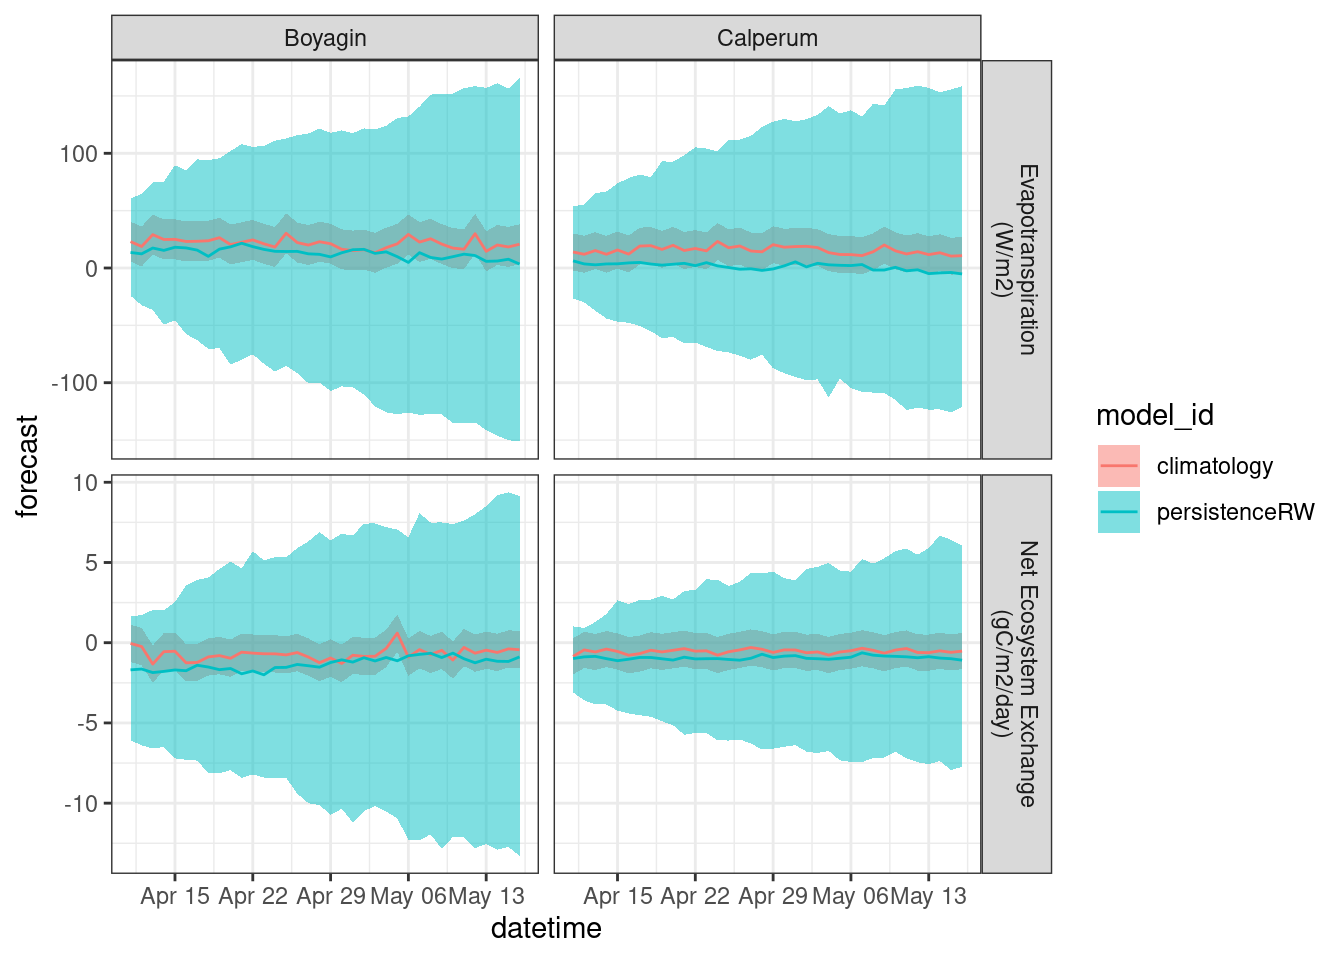 Boyagin
Calperum
100
0
-100
Evapotranspiration
(W/m2)
forecast
10
5
0
-5
-10
Net Ecosystem Exchange
(gC/m2/day)
Apr 15 Apr 22 Apr 29 May 06 May 13
Apr 15 Apr 22 Apr 29 May 06 May 13
datetime
model_id
climatology
persistenceRW